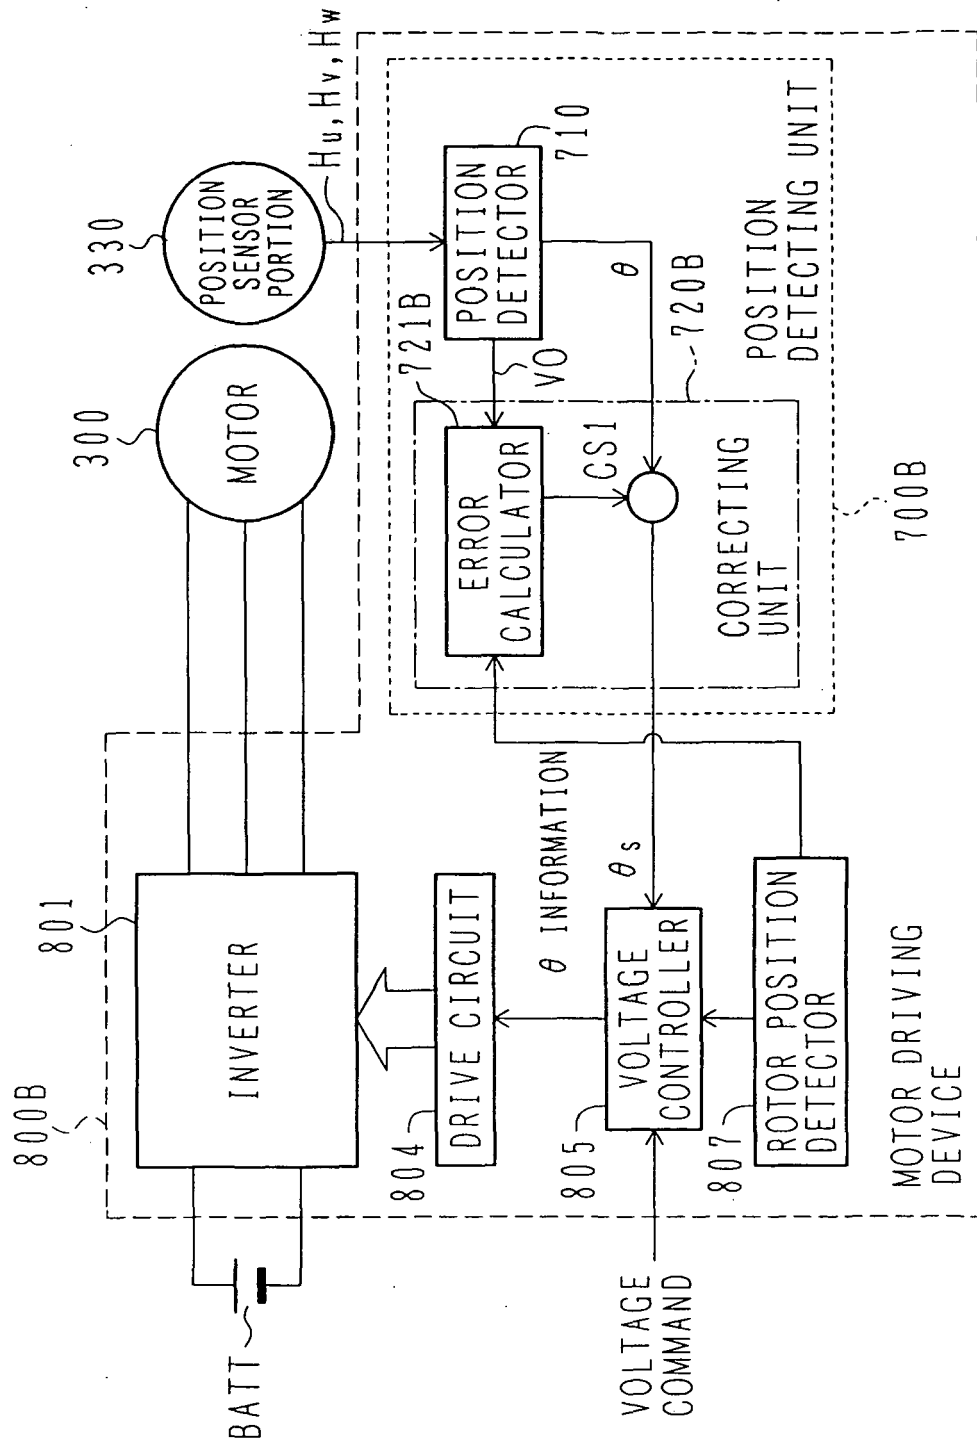 800B
801
300
330
BATT
INVERTER
MOTOR
POSITION
SENSOR
PORTION
Hu, Hv, Hw
804
DRIVE CIRCUIT
θ INFORMATION
721B
ERROR
CALCULATOR
VO
POSITION
DETECTOR
710
CS1
θ
θs
805
VOLTAGE
CONTROLLER
VOLTAGE
COMMAND
720B
CORRECTING
UNIT
POSITION
DETECTING UNIT
700B
807
ROTOR POSITION
DETECTOR
MOTOR DRIVING
DEVICE